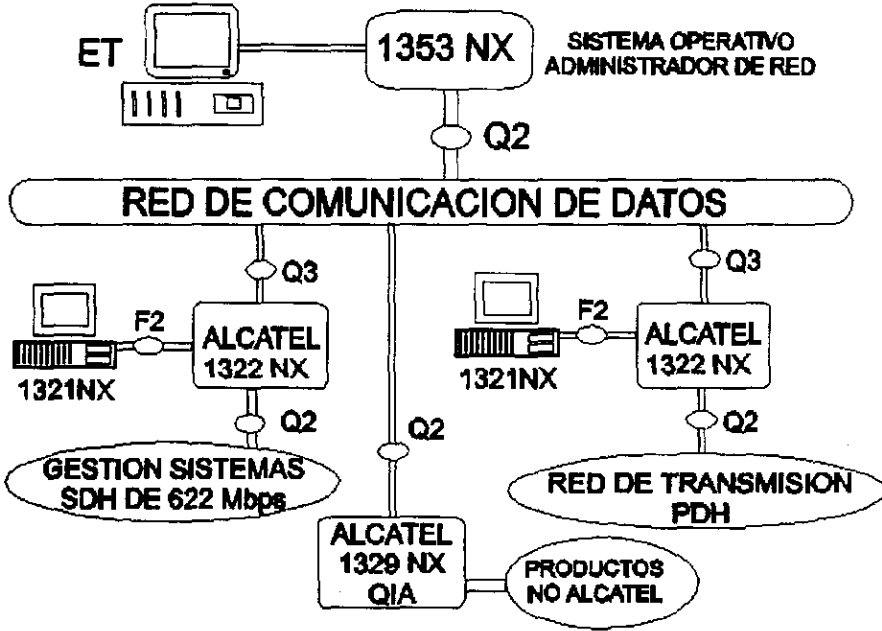 ET
1353 NX
SISTEMA OPERATIVO
ADMINISTRADOR DE RED
Q2
RED DE COMUNICACION DE DATOS
Q3
Q3
F2
ALCATEL
1322 NX
1321NX
F2
ALCATEL
1322 NX
1321NX
Q2
Q2
Q2
GESTION SISTEMAS
SDH DE 622 Mbps
RED DE TRANSMISION
PDH
ALCATEL
1329 NX
QIA
PRODUCTOS
NO ALCATEL